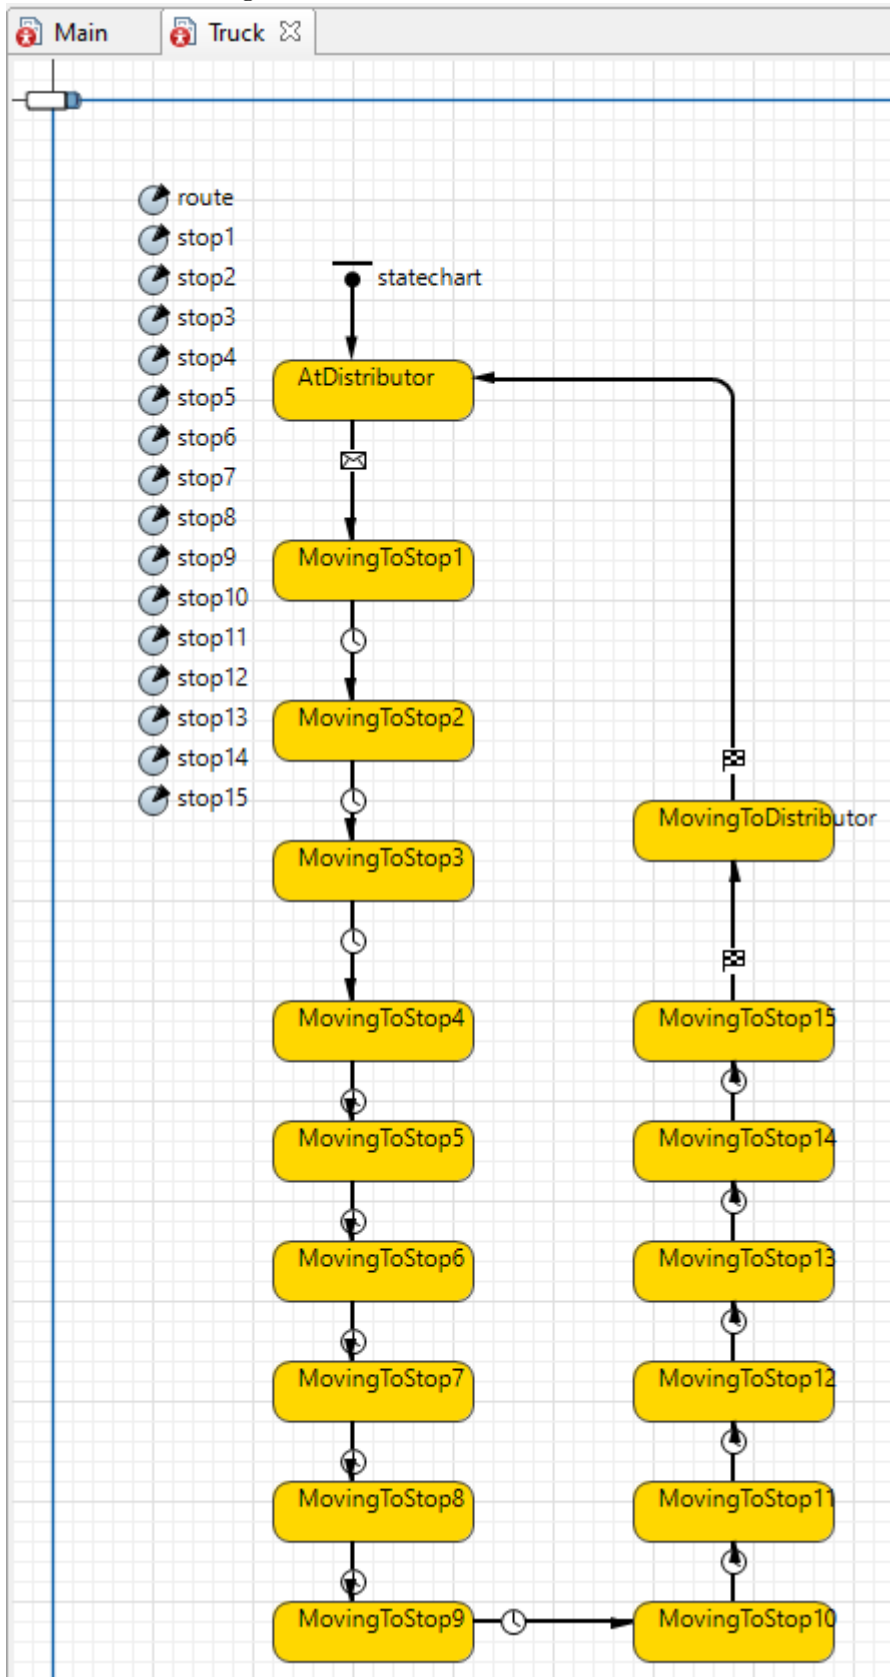 Main
Truck
route
stop1
stop2
stop3
stop4
stop5
stop6
stop7
stop8
stop9
stop10
stop11
stop12
stop13
stop14
stop15
statechart
AtDistributor
MovingToStop1
MovingToStop2
MovingToStop3
MovingToStop4
MovingToStop5
MovingToStop6
MovingToStop7
MovingToStop8
MovingToStop9
MovingToStop10
MovingToStop11
MovingToStop12
MovingToStop13
MovingToStop14
MovingToStop15
MovingToDistributor